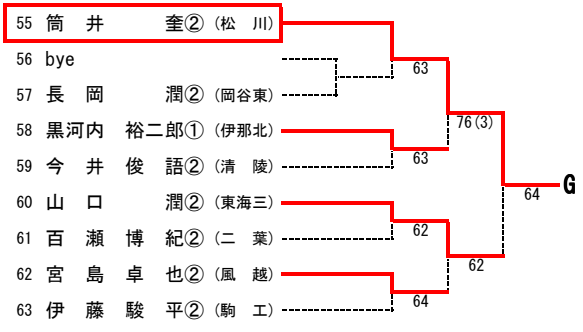 55 筒 井 奎② (松 川)
56 bye
57 長 岡 潤② (岡谷東)
58 黒河内 裕二郎① (伊那北)
59 今 井 俊 語② (清 陵)
60 山 口 潤② (東海三)
61 百 瀬 博 紀② (二 葉)
62 宮 島 卓 也② (風 越)
63 伊 藤 駿 平② (駒 工)
63
63
62
64
76(3)
62
64
G